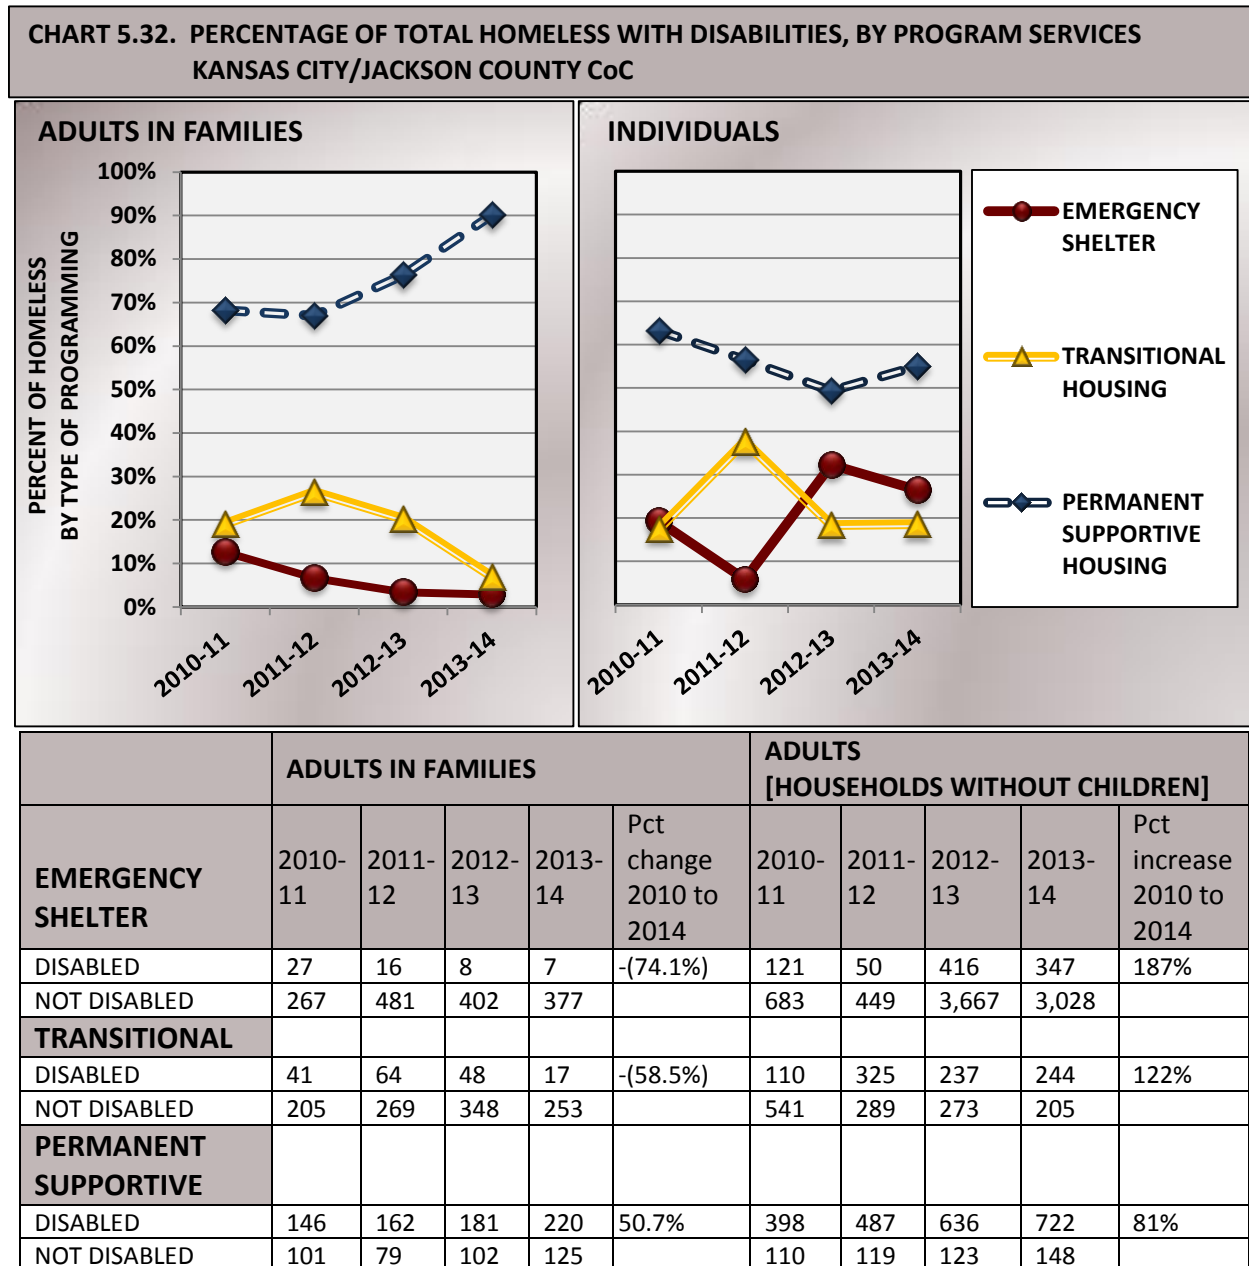 CHART 5.32. PERCENTAGE OF TOTAL HOMELESS WITH DISABILITIES, BY PROGRAM SERVICES
KANSAS CITY/JACKSON COUNTY CoC
ADULTS IN FAMILIES
PERCENT OF HOMELESS
BY TYPE OF PROGRAMMING
100%
90%
80%
70%
60%
50%
40%
30%
20%
10%
0%
2010-11
2011-12
2012-13
2013-14
INDIVIDUALS
2010-11
2011-12
2012-13
2013-14
EMERGENCY
SHELTER
TRANSITIONAL
HOUSING
PERMANENT
SUPPORTIVE
HOUSING
ADULTS IN FAMILIES
ADULTS
[HOUSEHOLDS WITHOUT CHILDREN]
EMERGENCY
SHELTER
2010-
11
2011-
12
2012-
13
2013-
14
Pct
change
2010 to
2014
2010-
11
2011-
12
2012-
13
2013-
14
Pct
increase
2010 to
2014
DISABLED 27 16 8 7 -(74.1%) 121 50 416 347 187%
NOT DISABLED 267 481 402 377 683 449 3,667 3,028
TRANSITIONAL
DISABLED 41 64 48 17 -(58.5%) 110 325 237 244 122%
NOT DISABLED 205 269 348 253 541 289 273 205
PERMANENT
SUPPORTIVE
DISABLED 146 162 181 220 50.7% 398 487 636 722 81%
NOT DISABLED 101 79 102 125 110 119 123 148